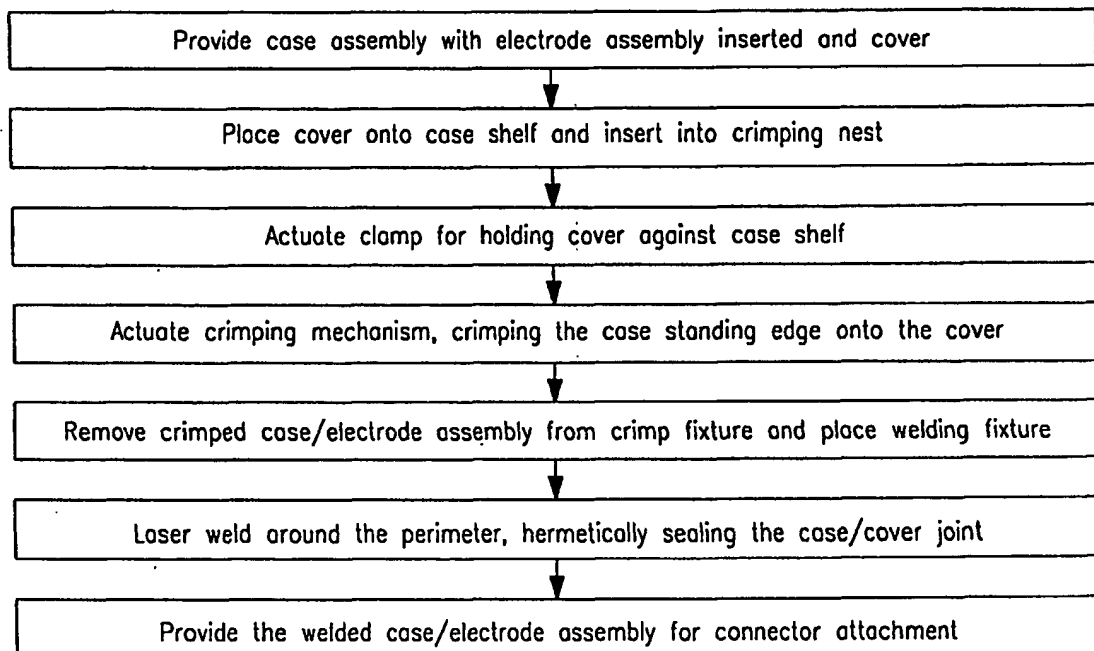 Provide case assembly with electrode assembly inserted and cover
Place cover onto case shelf and insert into crimping nest
Actuate clamp for holding cover against case shelf
Actuate crimping mechanism, crimping the case standing edge onto the cover
Remove crimped case/electrode assembly from crimp fixture and place welding fixture
Laser weld around the perimeter, hermetically sealing the case/cover joint
Provide the welded case/electrode assembly for connector attachment